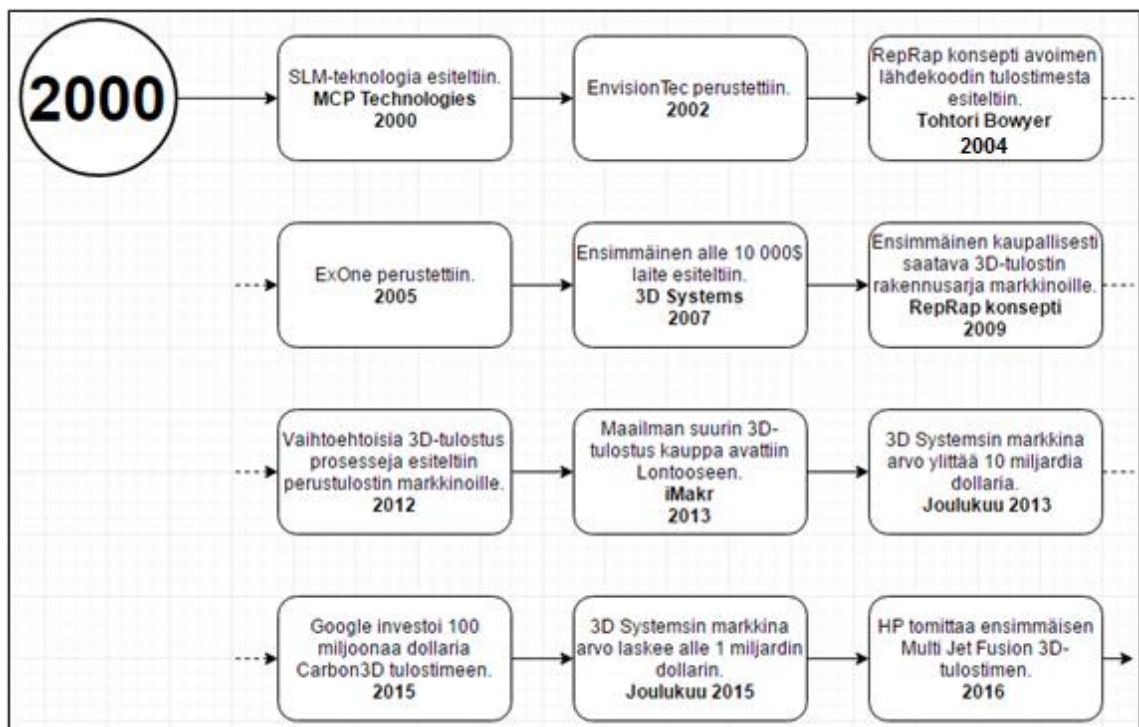 2000
SLM-teknologia esiteltiin.
MCP Technologies
2000
EnvisionTec perustettiin.
2002
RepRap konsepti avoimen
lähdekoodin tulostimesta
esiteltiin.
Tohtori Bowyer
2004
ExOne perustettiin.
2005
Ensimmäinen alle 10 000$
laite esiteltiin.
3D Systems
2007
Ensimmäinen kaupallisesti
saatava 3D-tulostin
rakennusarja markkinoille.
RepRap konsepti
2009
Vaihtoehtoisia 3D-tulostus
prosesseja esiteltiin
perustulostin markkinoille.
2012
Maailman suurin 3D-
tulostus kauppa avattiin
Lontooseen.
iMakr
2013
3D Systemsin markkina
arvo ylittää 10 miljardia
dollaria.
Joulukuu 2013
Google investoi 100
miljoonaa dollaria
Carbon3D tulostimeen.
2015
3D Systemsin markkina
arvo laskee alle 1 miljardin
dollarin.
Joulukuu 2015
HP tomittaa ensimmäisen
Multi Jet Fusion 3D-
tulostimen.
2016